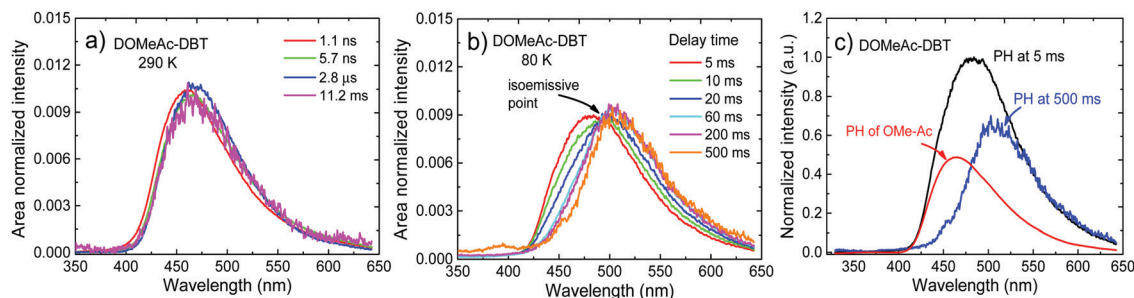 a)
DOMeAc-DBT
290 K
1.1 ns
5.7 ns
2.8 μs
11.2 ms
Area normalized intensity
0.015
0.012
0.009
0.006
0.003
0.000
350 400 450 500 550 600 650
Wavelength (nm)
b)
DOMeAc-DBT
80 K
isoemissive
point
Delay time
5 ms
10 ms
20 ms
60 ms
200 ms
500 ms
Area normalized intensity
0.015
0.012
0.009
0.006
0.003
0.000
350 400 450 500 550 600 650
Wavelength (nm)
c)
DOMeAc-DBT
PH at 5 ms
PH at 500 ms
PH of OMe-Ac
Normalized intensity (a.u.)
1.2
1.0
0.8
0.6
0.4
0.2
0.0
350 400 450 500 550 600 650
Wavelength (nm)